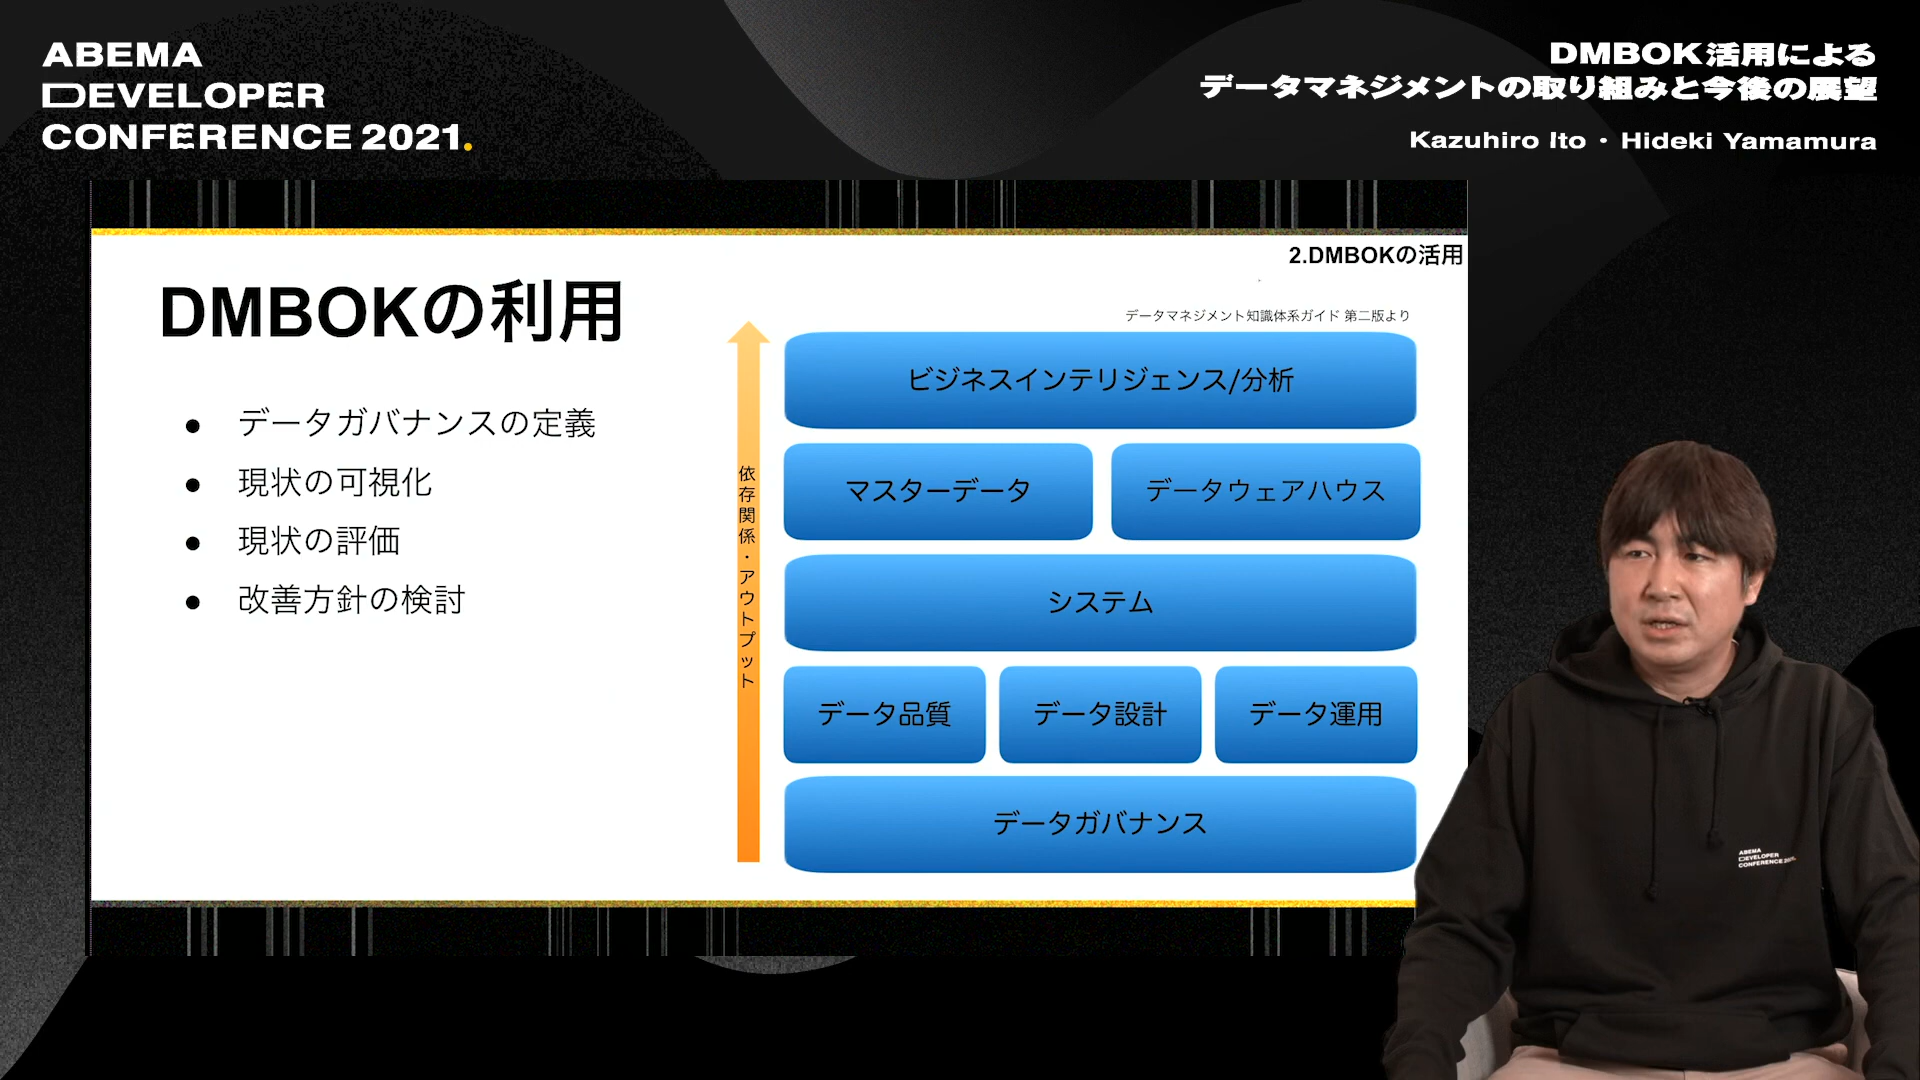 ABEMA
DEVELOPER
CONFERENCE 2021.
DMBOK活用による
データマネジメントの取り組みと今後の展望
Kazuhiro Ito・Hideki Yamamura
2.DMBOKの活用
DMBOKの利用
● データガバナンスの定義
● 現状の可視化
● 現状の評価
● 改善方針の検討
データマネジメント知識体系ガイド 第二版より
依存関係・アウトプット
ビジネスインテリジェンス/分析
マスターデータ
データウェアハウス
システム
データ品質
データ設計
データ運用
データガバナンス
ABEMA
DEVELOPER
CONFERENCE 2021.